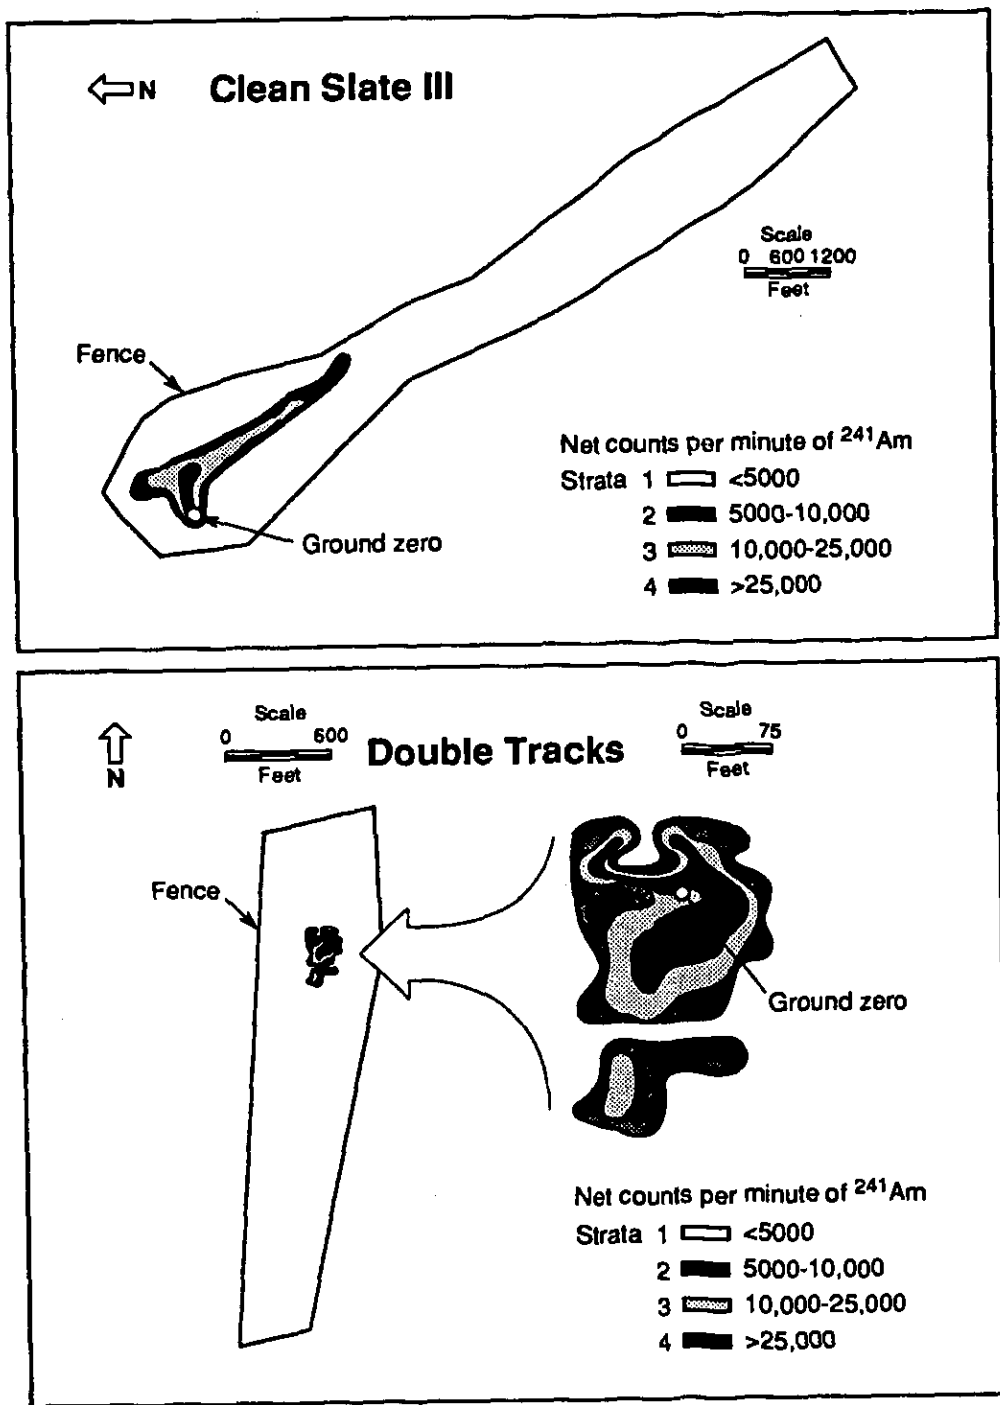 N Clean Slate III
Scale
0 600 1200
Feet
Fence
Net counts per minute of ²⁴¹Am
Strata 1 <5000
2 5000-10,000
3 10,000-25,000
4 >25,000
Ground zero
Scale
0 600
Feet
Double Tracks
Scale
0 75
Feet
N
Fence
Ground zero
Net counts per minute of ²⁴¹Am
Strata 1 <5000
2 5000-10,000
3 10,000-25,000
4 >25,000